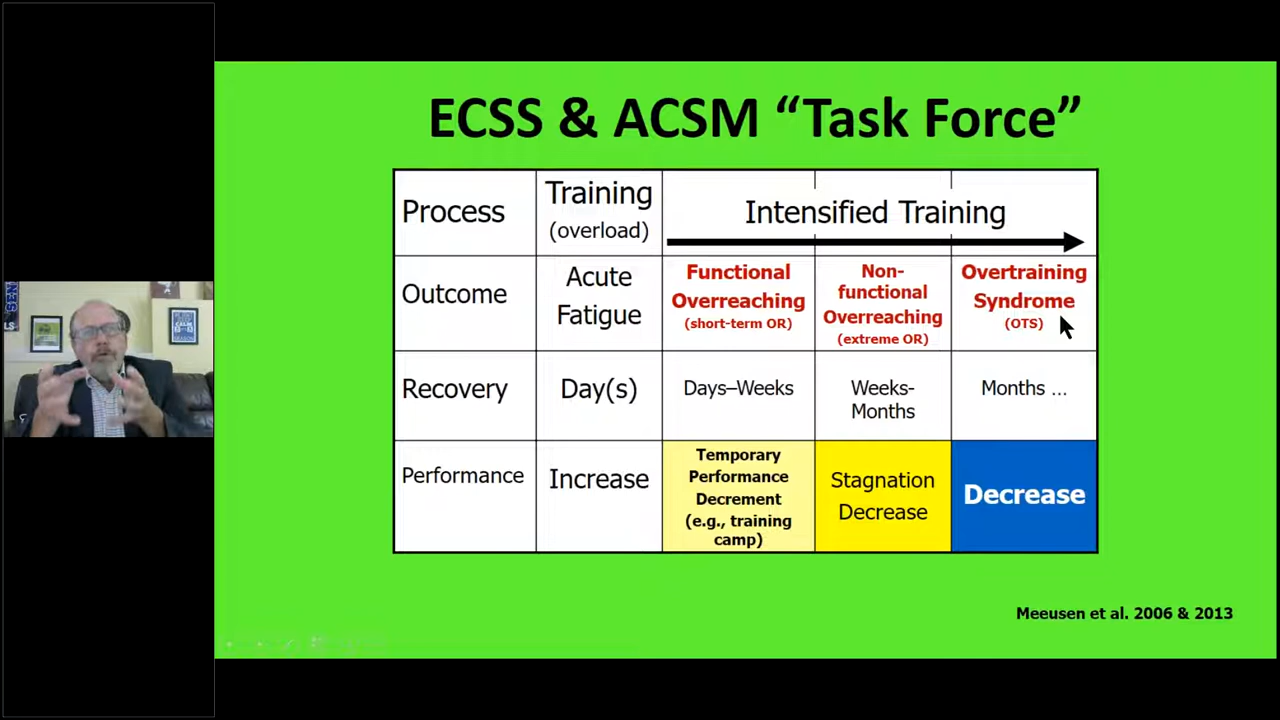 ECSS & ACSM “Task Force”
Process
Training
(overload)
Intensified Training
Outcome
Acute
Fatigue
Functional
Overreaching
(short-term OR)
Non-
functional
Overreaching
(extreme OR)
Overtraining
Syndrome
(OTS)
Recovery
Day(s)
Days–Weeks
Weeks-
Months
Months ...
Performance
Increase
Temporary
Performance
Decrement
(e.g., training
camp)
Stagnation
Decrease
Decrease
Meeusen et al. 2006 & 2013